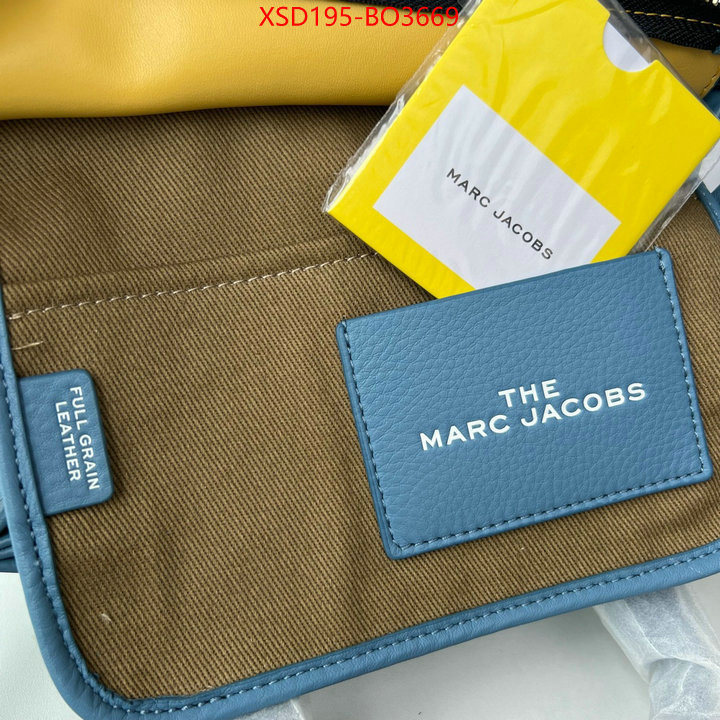 XSD195-BO3669
MARC JACOBS
THE
MARC JACOBS
FULL GRAIN
LEATHER